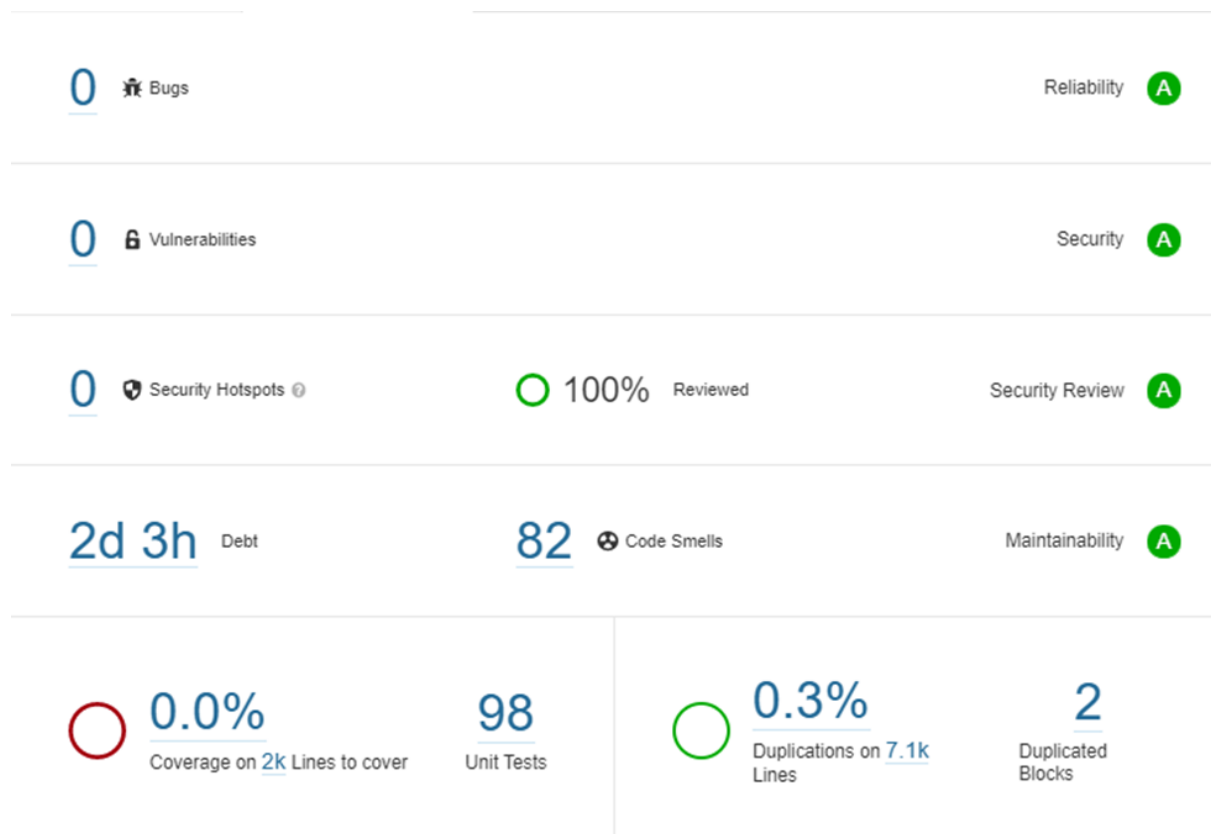 0 Bugs Reliability A
0 Vulnerabilities Security A
0 Security Hotspots ? 100% Reviewed Security Review A
2d 3h Debt 82 Code Smells Maintainability A
0.0%
Coverage on 2k Lines to cover
98
Unit Tests
0.3%
Duplications on 7.1k
Lines
2
Duplicated
Blocks